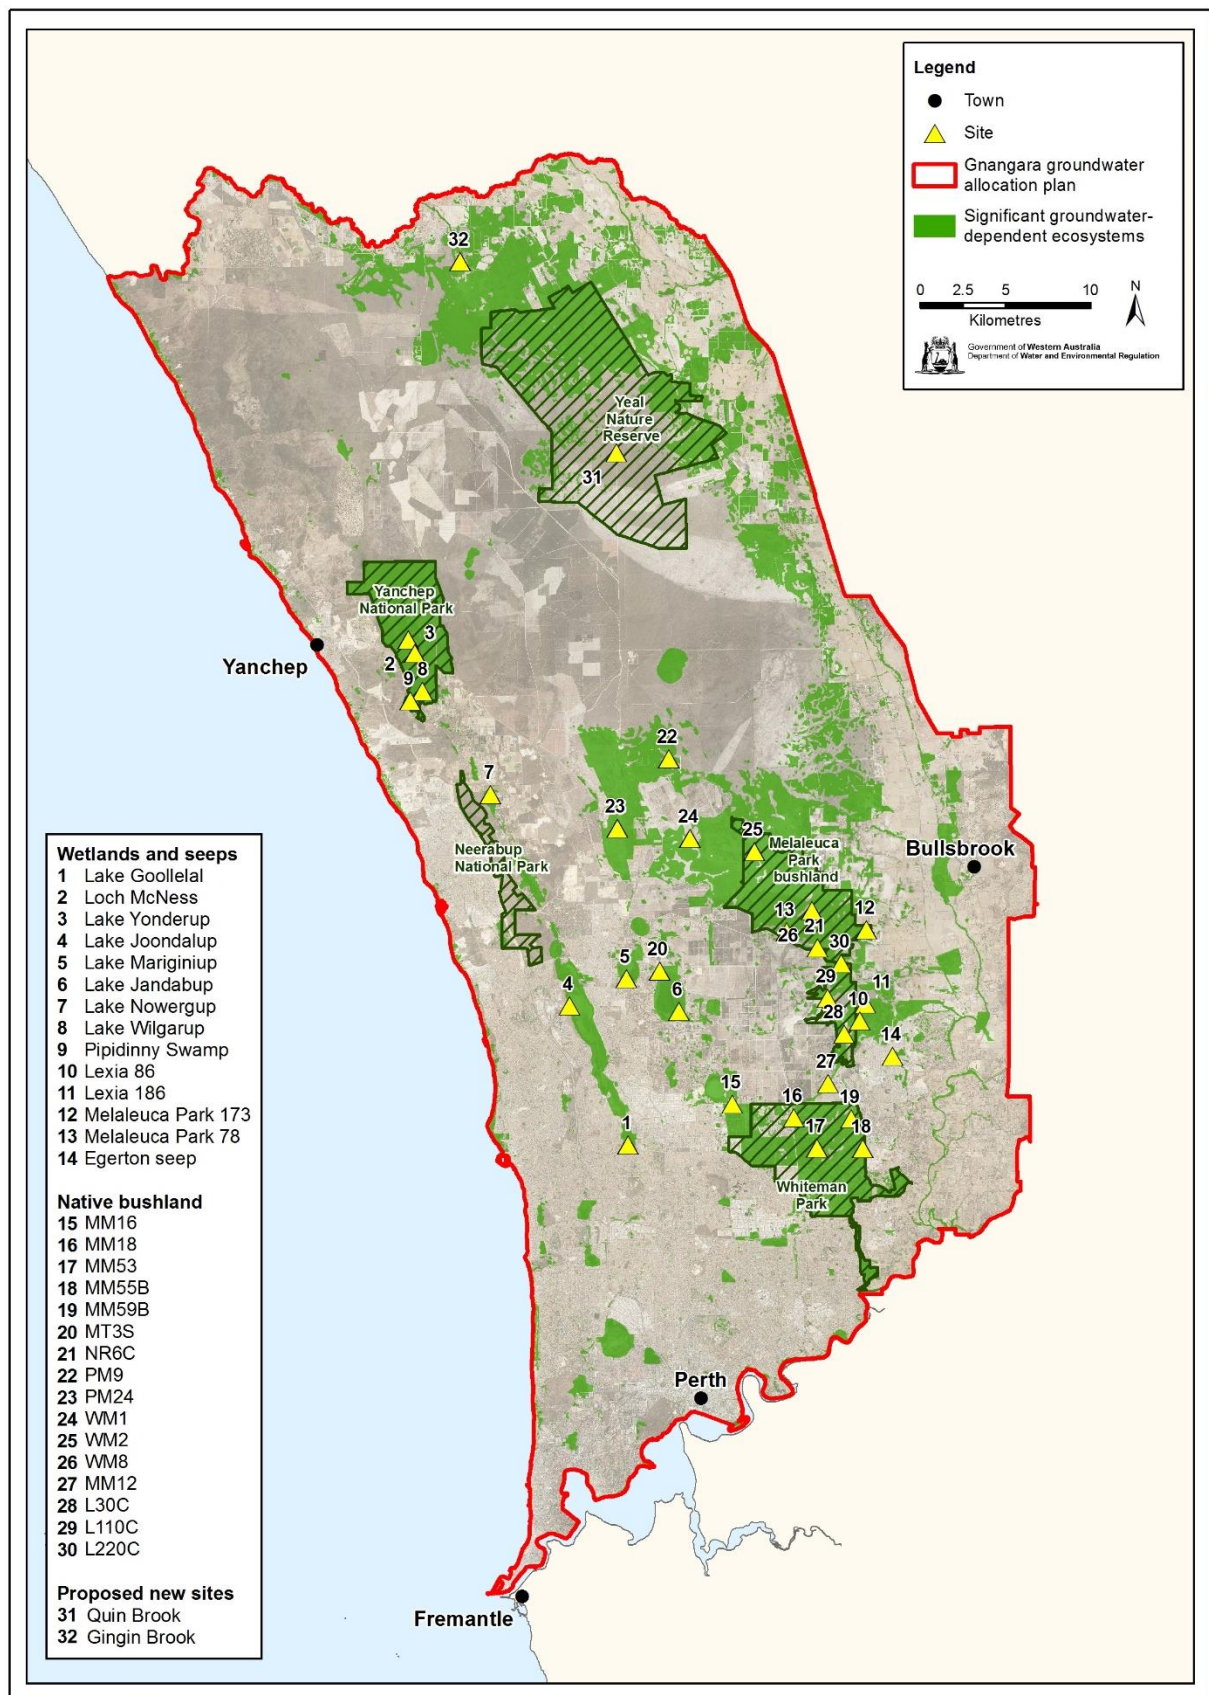 Legend
Town
Site
Gnangara groundwater
allocation plan
Significant groundwater-
dependent ecosystems
0 2.5 5 10
Kilometres
N
Government of Western Australia
Department of Water and Environmental Regulation
32
Yeal
Nature
Reserve
31
Yanchep
National Park
3
2
8
9
Yanchep
22
7
23
24
25
Melaleuca
Park
bushland
Bullsbrook
Neerabup
National Park
13
12
21
26
30
20
5
29
11
4
6
10
28
14
27
15
16
19
17
18
1
Whiteman
Park
Perth
Fremantle
Wetlands and seeps
1 Lake Goollelal
2 Loch McNess
3 Lake Yonderup
4 Lake Joondalup
5 Lake Mariginiup
6 Lake Jandabup
7 Lake Nowergup
8 Lake Wilgarup
9 Pipidinny Swamp
10 Lexia 86
11 Lexia 186
12 Melaleuca Park 173
13 Melaleuca Park 78
14 Egerton seep
Native bushland
15 MM16
16 MM18
17 MM53
18 MM55B
19 MM59B
20 MT3S
21 NR6C
22 PM9
23 PM24
24 WM1
25 WM2
26 WM8
27 MM12
28 L30C
29 L110C
30 L220C
Proposed new sites
31 Quin Brook
32 Gingin Brook